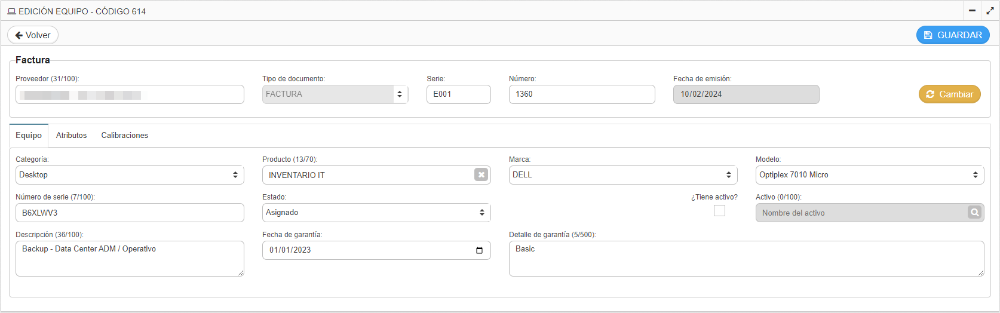 EDICIÓN EQUIPO - CÓDIGO 614
Volver
GUARDAR
Factura
Proveedor (31/100):
Tipo de documento:
FACTURA
Serie:
E001
Número:
1360
Fecha de emisión:
10/02/2024
Cambiar
Equipo
Atributos
Calibraciones
Categoría:
Desktop
Producto (13/70):
INVENTARIO IT
Marca:
DELL
Modelo:
Optiplex 7010 Micro
Número de serie (7/100):
B6XLWV3
Estado:
Asignado
¿Tiene activo?
Activo (0/100):
Nombre del activo
Descripción (36/100):
Backup - Data Center ADM / Operativo
Fecha de garantía:
01/01/2023
Detalle de garantía (5/500):
Basic